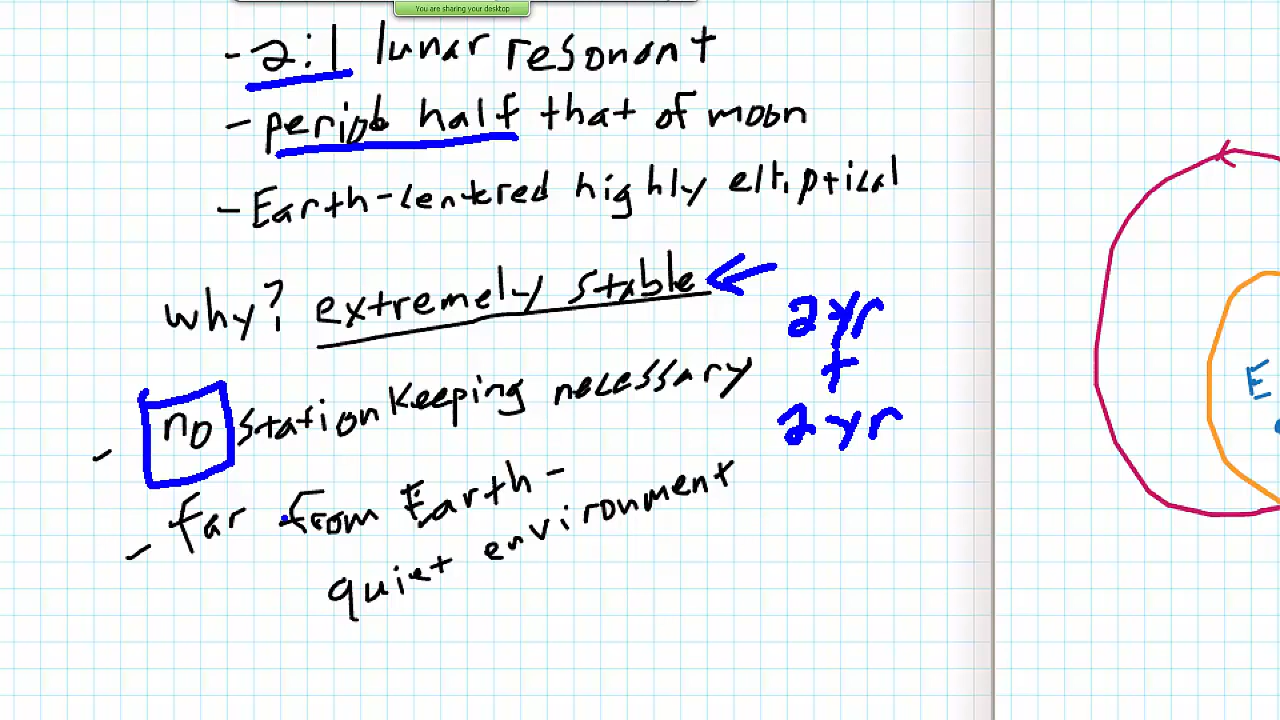 You are sharing your desktop
- 2:1 lunar resonant
- period half that of moon
- Earth-centered highly elliptical
why? extremely stable
2 yr
+
2 yr
- no stationkeeping necessary
- far from Earth -
quiet environment
E